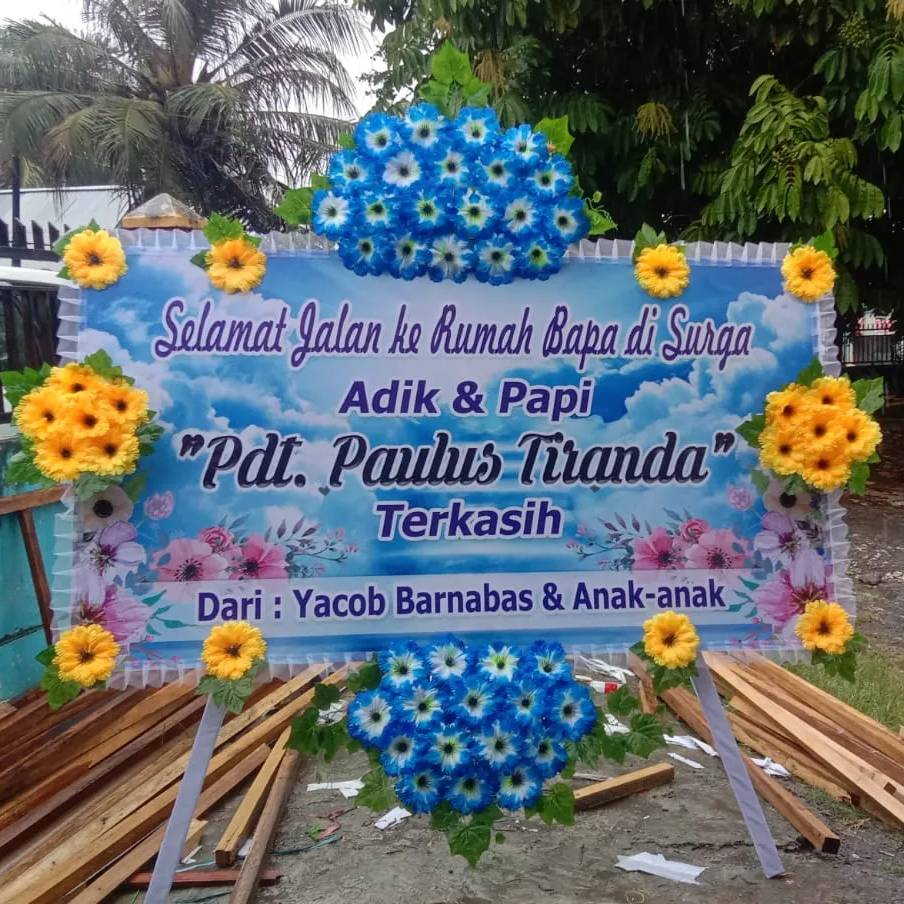 Selamat Jalan ke Rumah Bapa di Surga
Adik & Papi
"Pdt. Paulus Tiranda"
Terkasih
Dari : Yacob Barnabas & Anak-anak